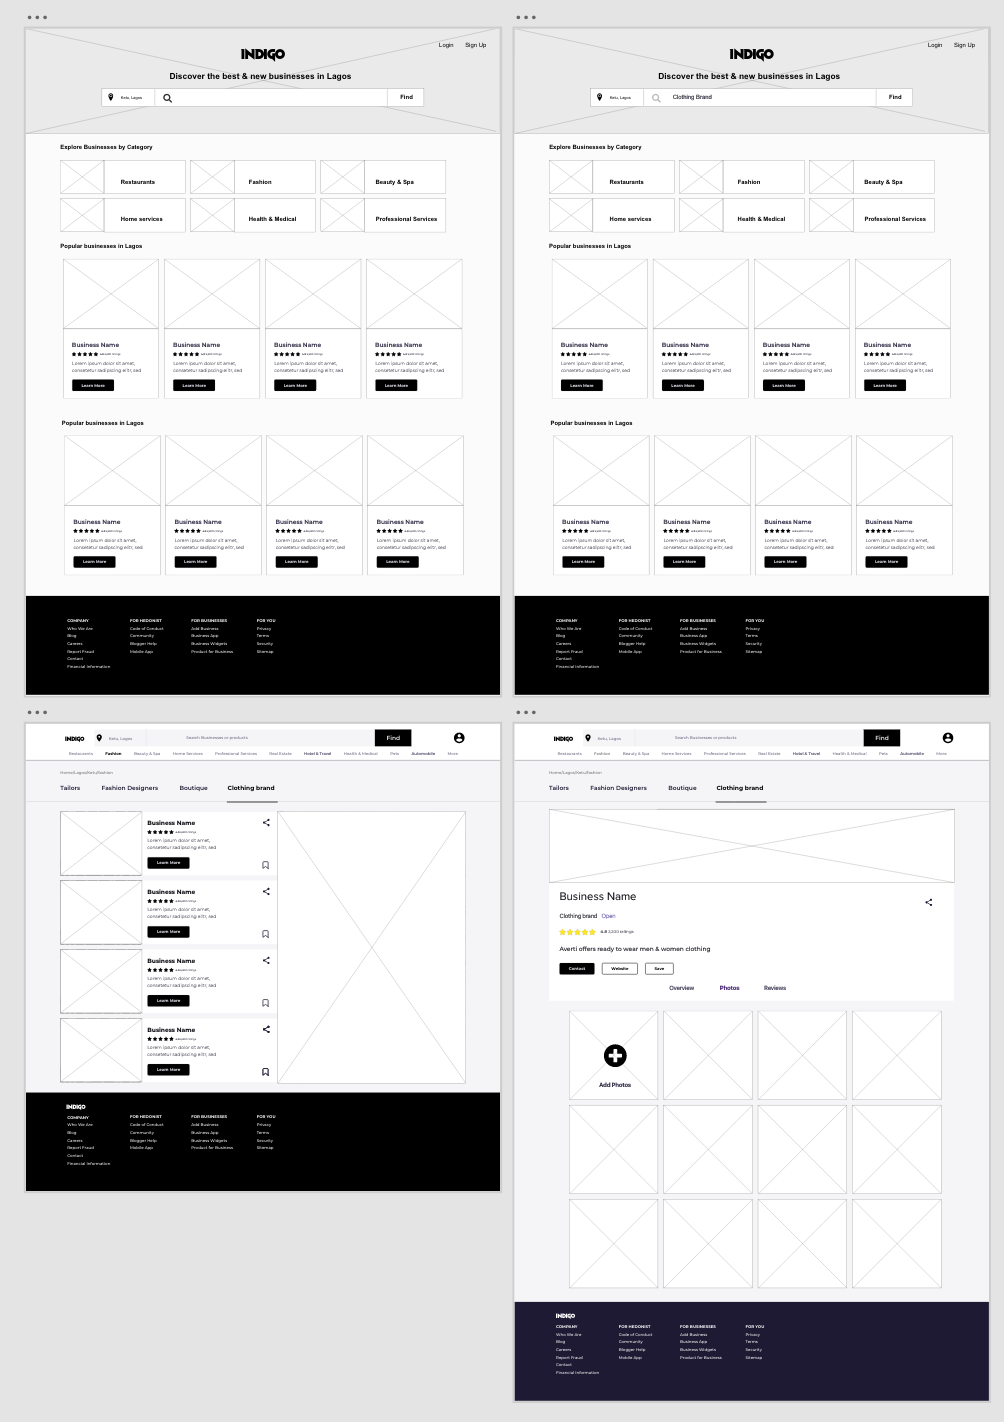 Login Sign Up
INDIGO
Discover the best & new businesses in Lagos
Ketu, Lagos Find
Explore Businesses by Category
Restaurants Fashion Beauty & Spa
Home services Health & Medical Professional Services
Popular businesses in Lagos
Business Name Business Name Business Name Business Name
Lorem ipsum dolor sit amet, Lorem ipsum dolor sit amet, Lorem ipsum dolor sit amet, Lorem ipsum dolor sit amet,
consetetur sadipscing elitr, sed consetetur sadipscing elitr, sed consetetur sadipscing elitr, sed consetetur sadipscing elitr, sed
Learn More Learn More Learn More Learn More
Popular businesses in Lagos
Business Name Business Name Business Name Business Name
Lorem ipsum dolor sit amet, Lorem ipsum dolor sit amet, Lorem ipsum dolor sit amet, Lorem ipsum dolor sit amet,
consetetur sadipscing elitr, sed consetetur sadipscing elitr, sed consetetur sadipscing elitr, sed consetetur sadipscing elitr, sed
Learn More Learn More Learn More Learn More
COMPANY FOR HEDONIST FOR BUSINESSES FOR YOU
Who We Are Code of Conduct Add Business Privacy
Blog Community Business App Terms
Careers Blogger Help Business Widgets Security
Report Fraud Mobile App Product for Business Sitemap
Contact
Financial Information
Login Sign Up
INDIGO
Discover the best & new businesses in Lagos
Ketu, Lagos Clothing Brand Find
Explore Businesses by Category
Restaurants Fashion Beauty & Spa
Home services Health & Medical Professional Services
Popular businesses in Lagos
Business Name Business Name Business Name Business Name
Lorem ipsum dolor sit amet, Lorem ipsum dolor sit amet, Lorem ipsum dolor sit amet, Lorem ipsum dolor sit amet,
consetetur sadipscing elitr, sed consetetur sadipscing elitr, sed consetetur sadipscing elitr, sed consetetur sadipscing elitr, sed
Learn More Learn More Learn More Learn More
Popular businesses in Lagos
Business Name Business Name Business Name Business Name
Lorem ipsum dolor sit amet, Lorem ipsum dolor sit amet, Lorem ipsum dolor sit amet, Lorem ipsum dolor sit amet,
consetetur sadipscing elitr, sed consetetur sadipscing elitr, sed consetetur sadipscing elitr, sed consetetur sadipscing elitr, sed
Learn More Learn More Learn More Learn More
COMPANY FOR HEDONIST FOR BUSINESSES FOR YOU
Who We Are Code of Conduct Add Business Privacy
Blog Community Business App Terms
Careers Blogger Help Business Widgets Security
Report Fraud Mobile App Product for Business Sitemap
Contact
Financial Information
INDIGO Ketu, Lagos Search Businesses or products Find
Restaurants Fashion Beauty & Spa Home Services Professional Services Real Estate Hotel & Travel Health & Medical Pets Automobile More
Home/Lagos/Ketu/Fashion
Tailors Fashion Designers Boutique Clothing brand
Business Name
Lorem ipsum dolor sit amet,
consetetur sadipscing elitr, sed
Learn More
Business Name
Lorem ipsum dolor sit amet,
consetetur sadipscing elitr, sed
Learn More
Business Name
Lorem ipsum dolor sit amet,
consetetur sadipscing elitr, sed
Learn More
Business Name
Lorem ipsum dolor sit amet,
consetetur sadipscing elitr, sed
Learn More
INDIGO
COMPANY FOR HEDONIST FOR BUSINESSES FOR YOU
Who We Are Code of Conduct Add Business Privacy
Blog Community Business App Terms
Careers Blogger Help Business Widgets Security
Report Fraud Mobile App Product for Business Sitemap
Contact
Financial Information
INDIGO Ketu, Lagos Search Businesses or products Find
Restaurants Fashion Beauty & Spa Home Services Professional Services Real Estate Hotel & Travel Health & Medical Pets Automobile More
Home/Lagos/Ketu/Fashion
Tailors Fashion Designers Boutique Clothing brand
Business Name
Clothing brand Open
4.8 3,200 ratings
Averti offers ready to wear men & women clothing
Contact Website Save
Overview Photos Reviews
Add Photos
INDIGO
COMPANY FOR HEDONIST FOR BUSINESSES FOR YOU
Who We Are Code of Conduct Add Business Privacy
Blog Community Business App Terms
Careers Blogger Help Business Widgets Security
Report Fraud Mobile App Product for Business Sitemap
Contact
Financial Information